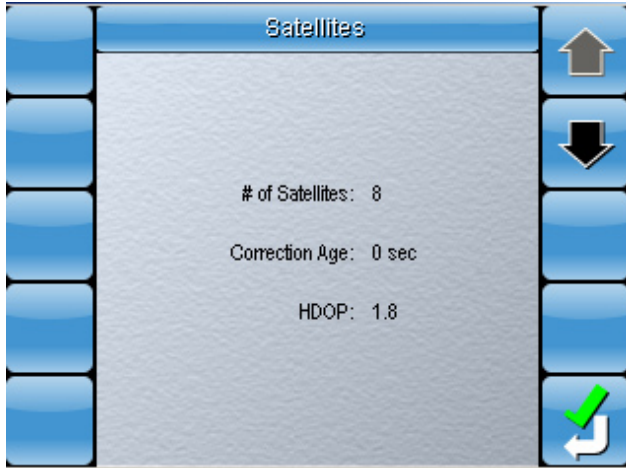 Satellites
# of Satellites: 8
Correction Age: 0 sec
HDOP: 1.8